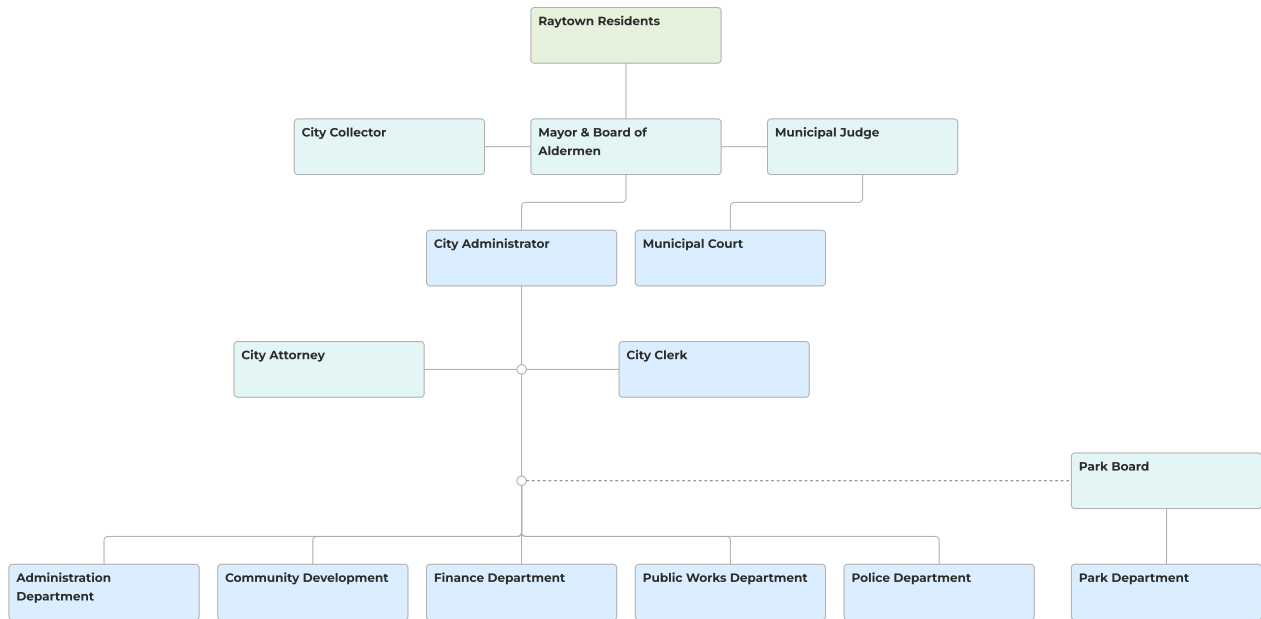 Raytown Residents
City Collector
Mayor & Board of
Aldermen
Municipal Judge
City Administrator
Municipal Court
City Attorney
City Clerk
Park Board
Administration
Department
Community Development
Finance Department
Public Works Department
Police Department
Park Department